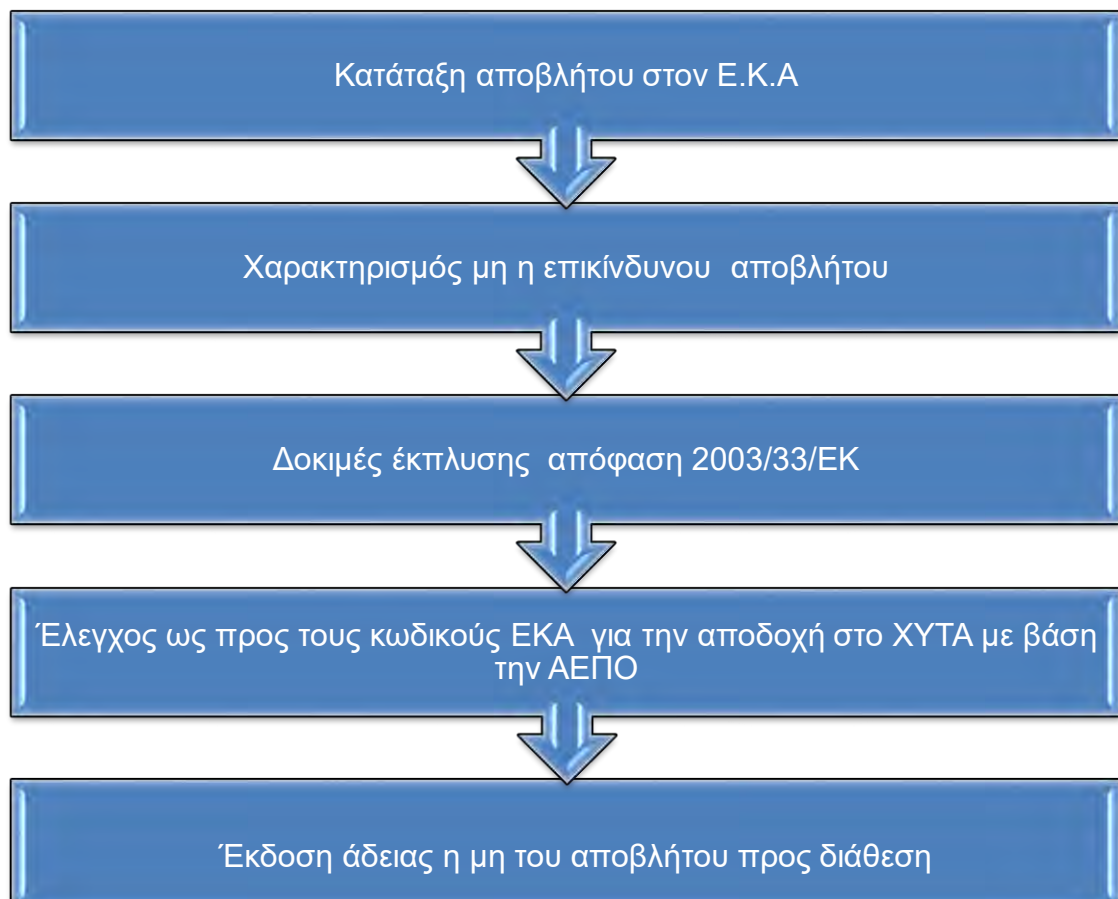 Κατάταξη αποβλήτου στον Ε.Κ.Α
Χαρακτηρισμός μη η επικίνδυνου αποβλήτου
Δοκιμές έκπλυσης απόφαση 2003/33/ΕΚ
Έλεγχος ως προς τους κωδικούς ΕΚΑ για την αποδοχή στο ΧΥΤΑ με βάση
την ΑΕΠΟ
Έκδοση άδειας η μη του αποβλήτου προς διάθεση